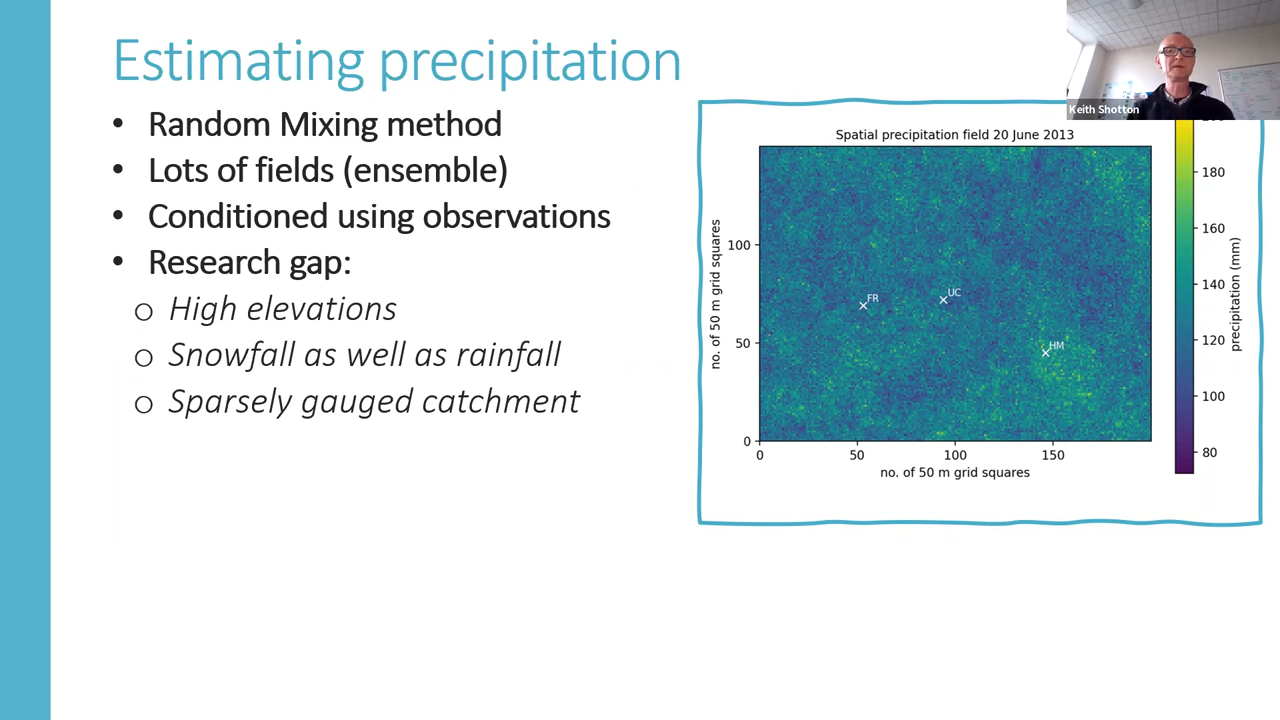 Estimating precipitation
• Random Mixing method
• Lots of fields (ensemble)
• Conditioned using observations
• Research gap:
o High elevations
o Snowfall as well as rainfall
o Sparsely gauged catchment
Keith Shotton
Spatial precipitation field 20 June 2013
no. of 50 m grid squares
100
50
0
FR
UC
HM
0 50 100 150
no. of 50 m grid squares
180
160
140
120
100
80
precipitation (mm)